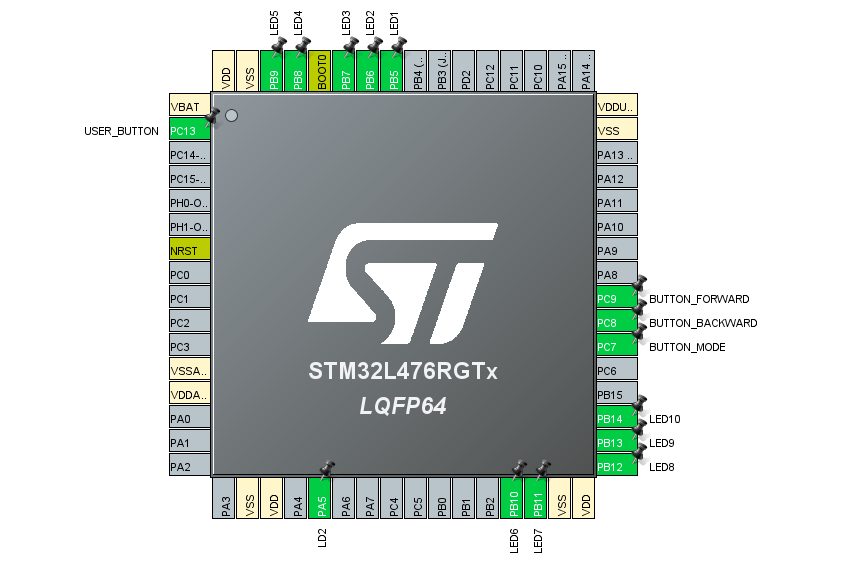 LED5
LED4
LED3
LED2
LED1
VDD
VSS
PB9
PB8
BOOT0
PB7
PB6
PB5
PB4 (..
PB3 (J..
PD2
PC12
PC11
PC10
PA15 ..
PA14 ..
VBAT
USER_BUTTON
PC13
PC14-..
PC15-..
PH0-O..
PH1-O..
NRST
PC0
PC1
PC2
PC3
VSSA..
VDDA..
PA0
PA1
PA2
ST
STM32L476RGTx
LQFP64
VDDU..
VSS
PA13 ..
PA12
PA11
PA10
PA9
PA8
PC9 BUTTON_FORWARD
PC8 BUTTON_BACKWARD
PC7 BUTTON_MODE
PC6
PB15
PB14 LED10
PB13 LED9
PB12 LED8
PA3
VSS
VDD
PA4
PA5
PA6
PA7
PC4
PC5
PB0
PB1
PB2
PB10
PB11
VSS
VDD
LD2
LED6
LED7